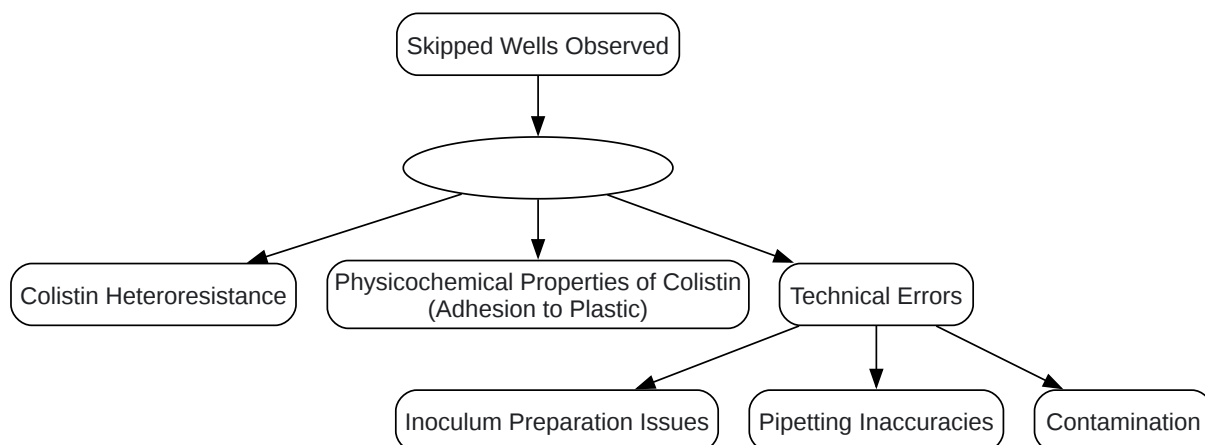 Skipped Wells Observed
Colistin Heteroresistance
Physicochemical Properties of Colistin
(Adhesion to Plastic)
Technical Errors
Inoculum Preparation Issues
Pipetting Inaccuracies
Contamination